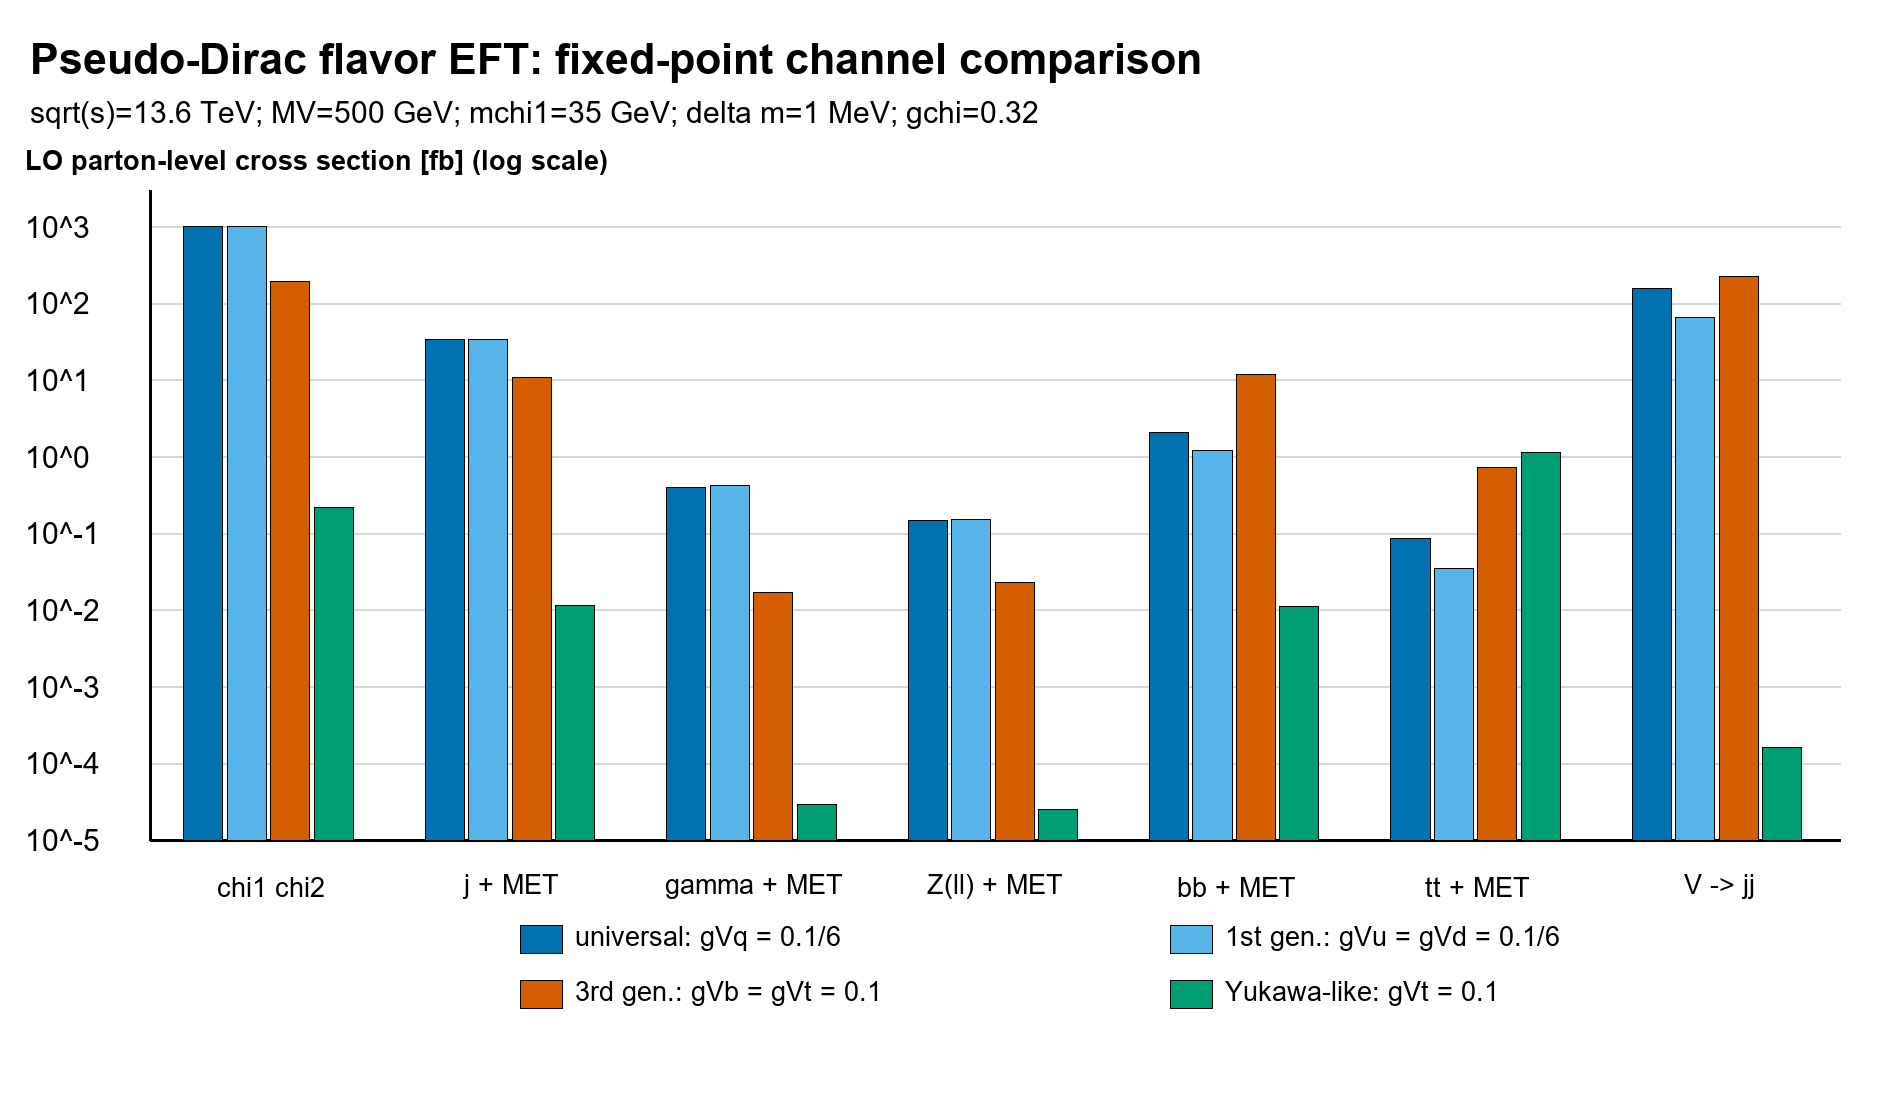 Pseudo-Dirac flavor EFT: fixed-point channel comparison
sqrt(s)=13.6 TeV; MV=500 GeV; mchi1=35 GeV; delta m=1 MeV; gchi=0.32
LO parton-level cross section [fb] (log scale)
10^3
10^2
10^1
10^0
10^-1
10^-2
10^-3
10^-4
10^-5
chi1 chi2
j + MET
gamma + MET
Z(ll) + MET
bb + MET
tt + MET
V -> jj
universal: gVq = 0.1/6
1st gen.: gVu = gVd = 0.1/6
3rd gen.: gVb = gVt = 0.1
Yukawa-like: gVt = 0.1